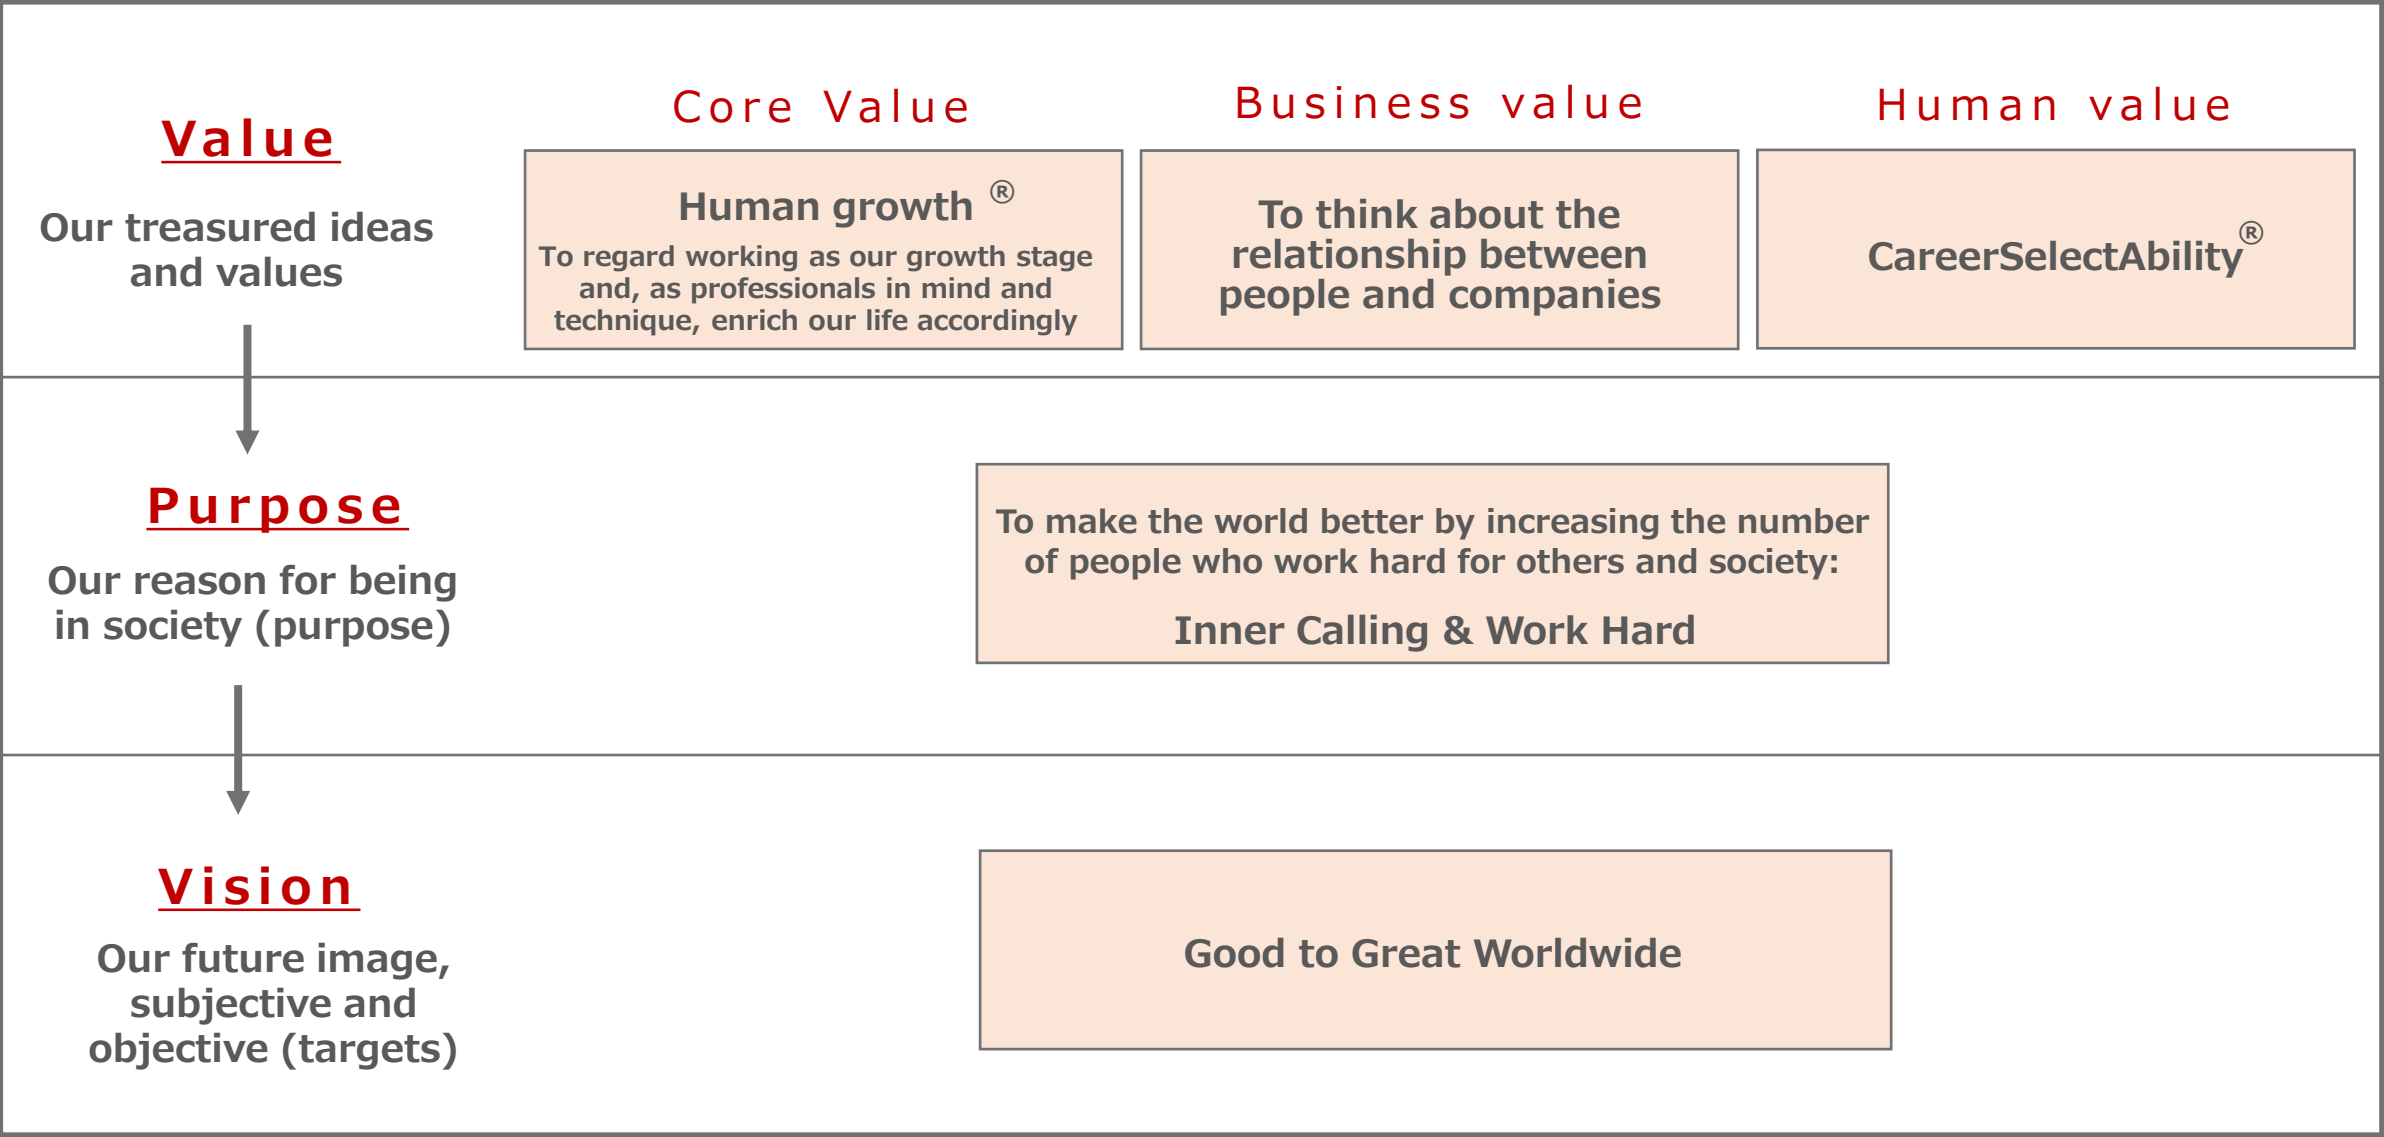 Value
Our treasured ideas
and values
Core Value
Human growth ®
To regard working as our growth stage
and, as professionals in mind and
technique, enrich our life accordingly
Business value
To think about the
relationship between
people and companies
Human value
CareerSelectAbility®
Purpose
Our reason for being
in society (purpose)
To make the world better by increasing the number
of people who work hard for others and society:
Inner Calling & Work Hard
Vision
Our future image,
subjective and
objective (targets)
Good to Great Worldwide